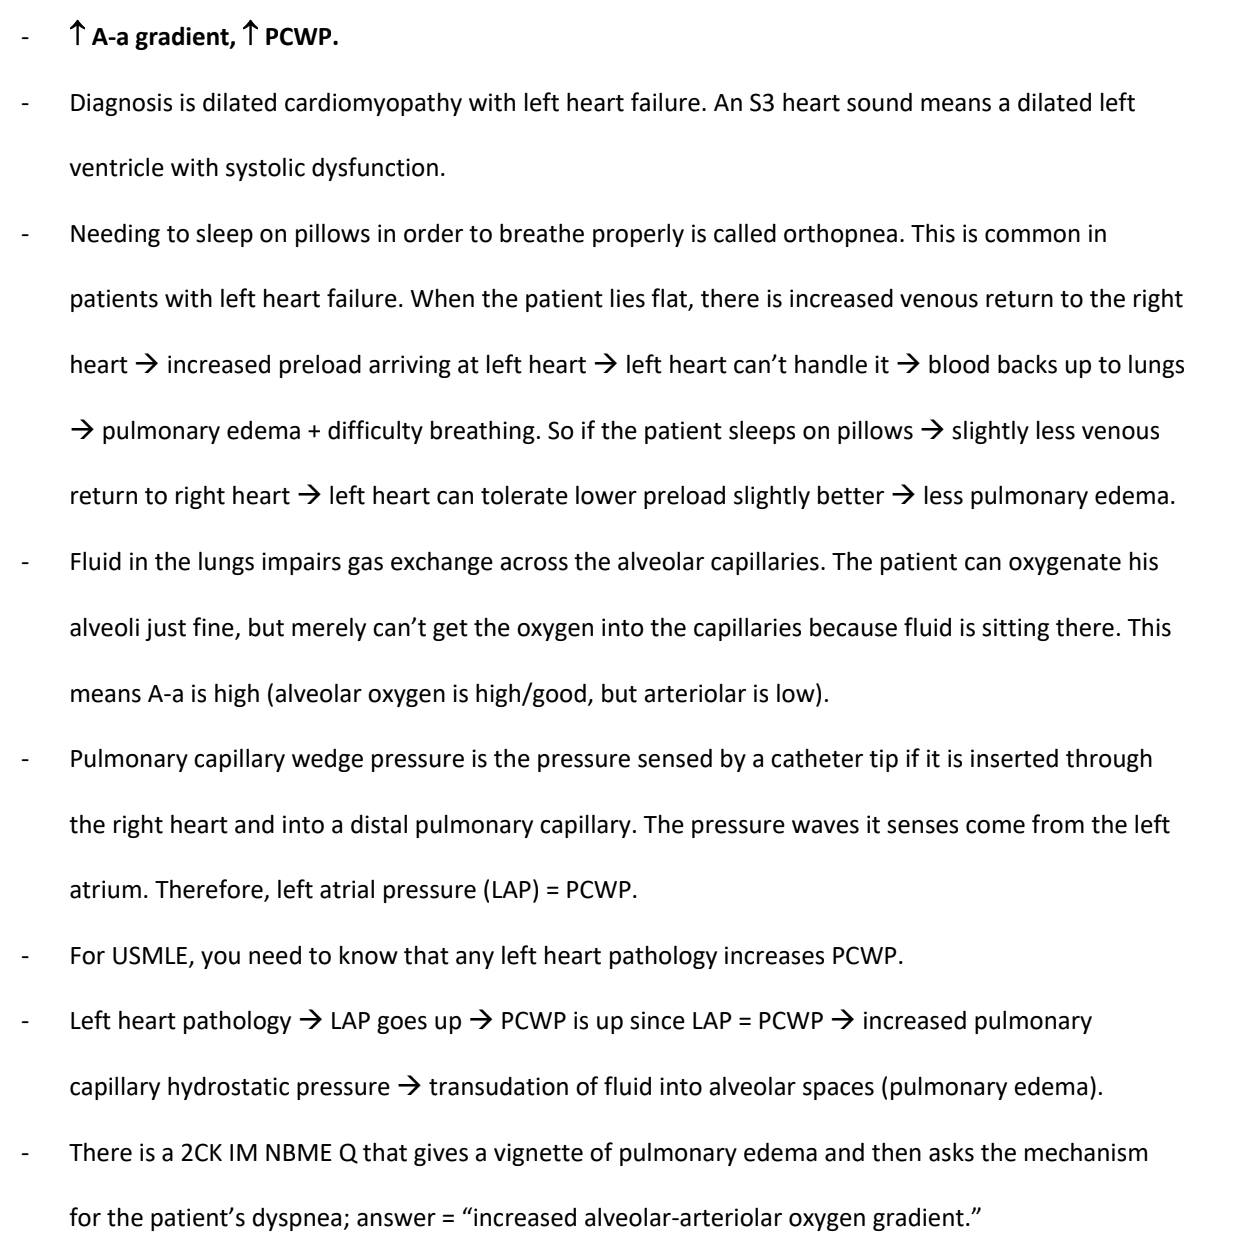 - ↑ A-a gradient, ↑ PCWP.
- Diagnosis is dilated cardiomyopathy with left heart failure. An S3 heart sound means a dilated left
ventricle with systolic dysfunction.
- Needing to sleep on pillows in order to breathe properly is called orthopnea. This is common in
patients with left heart failure. When the patient lies flat, there is increased venous return to the right
heart → increased preload arriving at left heart → left heart can’t handle it → blood backs up to lungs
→ pulmonary edema + difficulty breathing. So if the patient sleeps on pillows → slightly less venous
return to right heart → left heart can tolerate lower preload slightly better → less pulmonary edema.
- Fluid in the lungs impairs gas exchange across the alveolar capillaries. The patient can oxygenate his
alveoli just fine, but merely can’t get the oxygen into the capillaries because fluid is sitting there. This
means A-a is high (alveolar oxygen is high/good, but arteriolar is low).
- Pulmonary capillary wedge pressure is the pressure sensed by a catheter tip if it is inserted through
the right heart and into a distal pulmonary capillary. The pressure waves it senses come from the left
atrium. Therefore, left atrial pressure (LAP) = PCWP.
- For USMLE, you need to know that any left heart pathology increases PCWP.
- Left heart pathology → LAP goes up → PCWP is up since LAP = PCWP → increased pulmonary
capillary hydrostatic pressure → transudation of fluid into alveolar spaces (pulmonary edema).
- There is a 2CK IM NBME Q that gives a vignette of pulmonary edema and then asks the mechanism
for the patient’s dyspnea; answer = “increased alveolar-arteriolar oxygen gradient.”